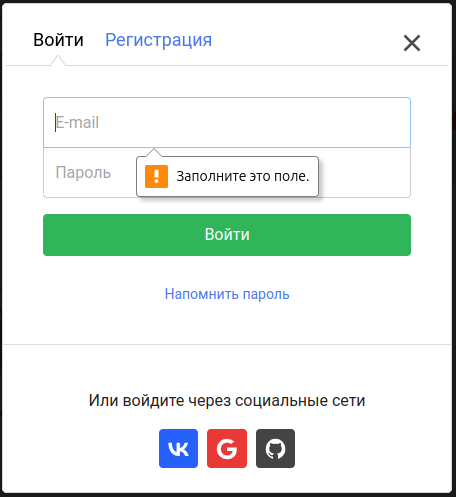 Войти Регистрация
E-mail
Пароль
Заполните это поле.
Войти
Напомнить пароль
Или войдите через социальные сети